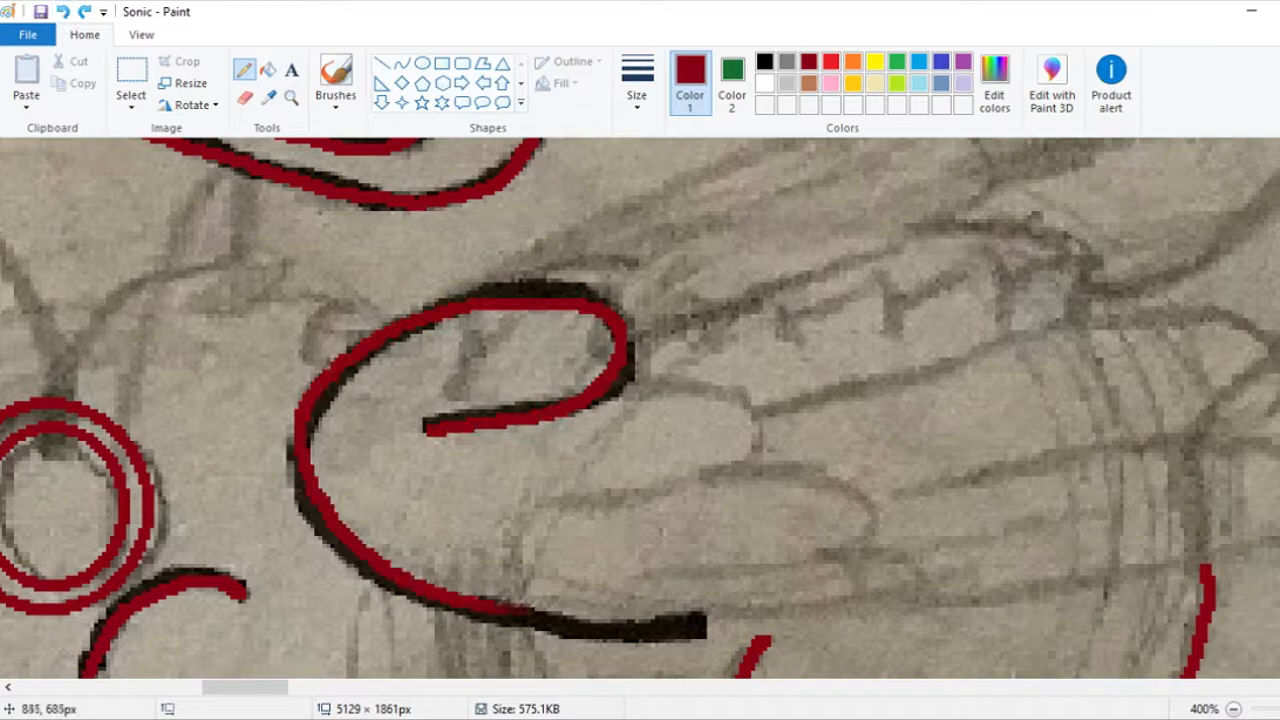 Sonic - Paint
File Home View
Paste Cut Copy
Clipboard
Select Crop Resize Rotate
Image
Tools
Brushes
Shapes
Outline
Fill
Size
Color 1
Color 2
Edit colors
Colors
Edit with Paint 3D
Product alert
5129 × 1861px
Size: 575.1KB
400%